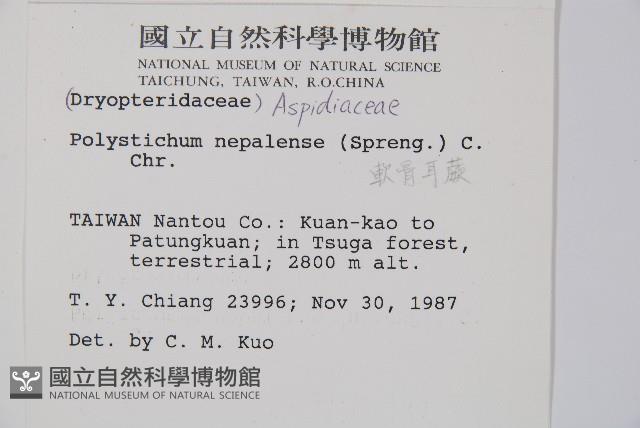 國立自然科學博物館
NATIONAL MUSEUM OF NATURAL SCIENCE
TAICHUNG, TAIWAN, R.O.CHINA
(Dryopteridaceae) Aspidiaceae
Polystichum nepalense (Spreng.) C.
Chr.
軟骨耳蕨
TAIWAN Nantou Co.: Kuan-kao to
Patungkuan; in Tsuga forest,
terrestrial; 2800 m alt.
T. Y. Chiang 23996; Nov 30, 1987
Det. by C. M. Kuo
國立自然科學博物館
NATIONAL MUSEUM OF NATURAL SCIENCE